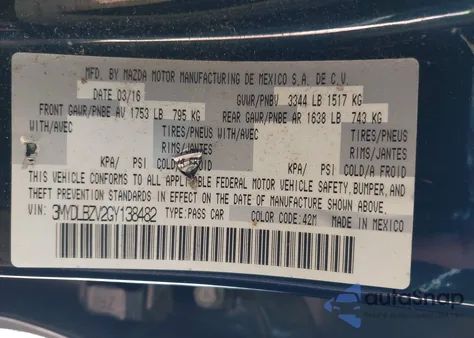 MFD. BY MAZDA MOTOR MANUFACTURING DE MEXICO S.A. DE C.V.
DATE 03/16 GVWR/PNBV 3344 LB 1517 KG
FRONT GAWR/PNBE AV 1753 LB 795 KG REAR GAWR/PNBE AR 1638 LB 743 KG
WITH/AVEC TIRES/PNEUS WITH/AVEC TIRES/PNEUS
RIMS/JANTES RIMS/JANTES
KPA/ PSI COLD/A FROID KPA/ PSI COLD/A FROID
THIS VEHICLE CONFORMS TO ALL APPLICABLE FEDERAL MOTOR VEHICLE SAFETY, BUMPER, AND
THEFT PREVENTION STANDARDS IN EFFECT ON THE DATE OF MANUFACTURE SHOWN ABOVE.
VIN: 3MYDLBZV2GY138482 TYPE: PASS CAR COLOR CODE: 42M MADE IN MEXICO
autoSnap